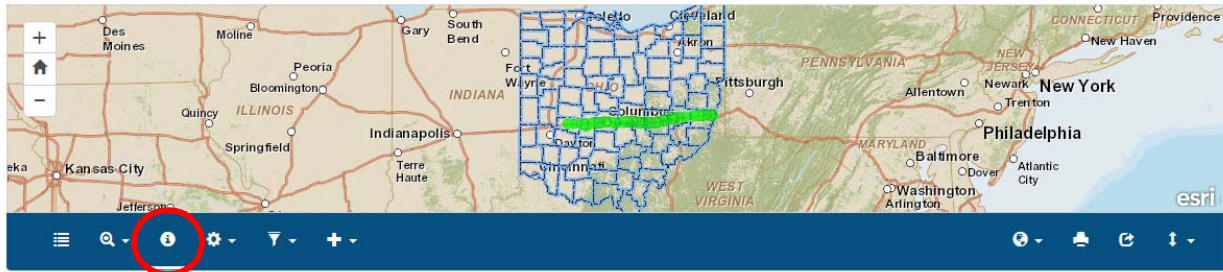 Des
Moines
Moline
Gary
South
Bend
Cleveland
Akron
CONNECTICUT
Providence
New Haven
Peoria
Bloomington
Fort
Wayne
Pittsburgh
PENNSYLVANIA
NEW
JERSEY
Newark
New York
Allentown
Trenton
INDIANA
OHIO
Quincy
ILLINOIS
Columbus
Indianapolis
Dayton
Philadelphia
Springfield
MARYLAND
Baltimore
eka
Kansas City
Terre
Haute
Cincinnati
Dover
Atlantic
City
WEST
VIRGINIA
Washington
Arlington
Jefferson
esri